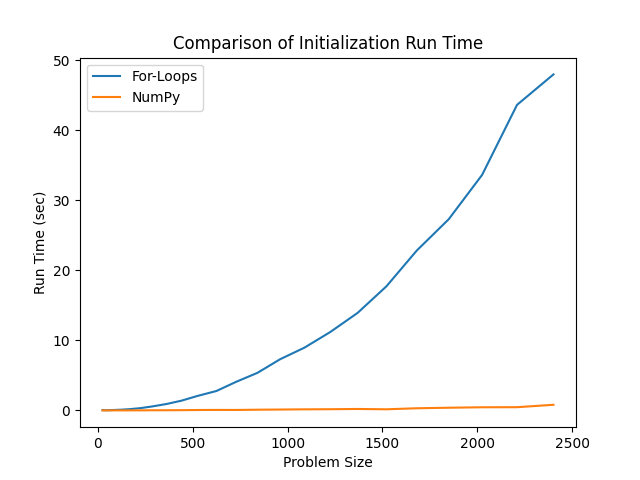 Comparison of Initialization Run Time
For-Loops
NumPy
Run Time (sec)
50
40
30
20
10
0
0 500 1000 1500 2000 2500
Problem Size